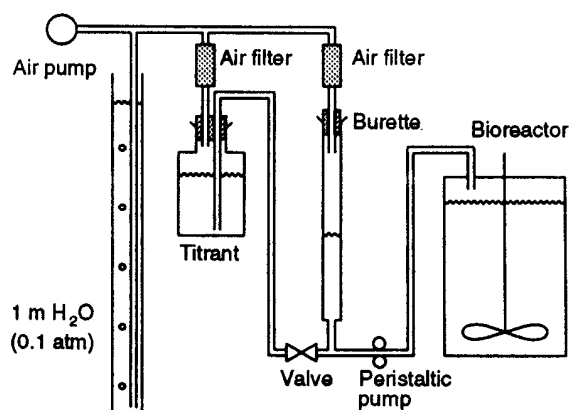 Air pump
Air filter
Air filter
Burette
Bioreactor
Titrant
1 m H₂O
(0.1 atm)
Valve
Peristaltic
pump